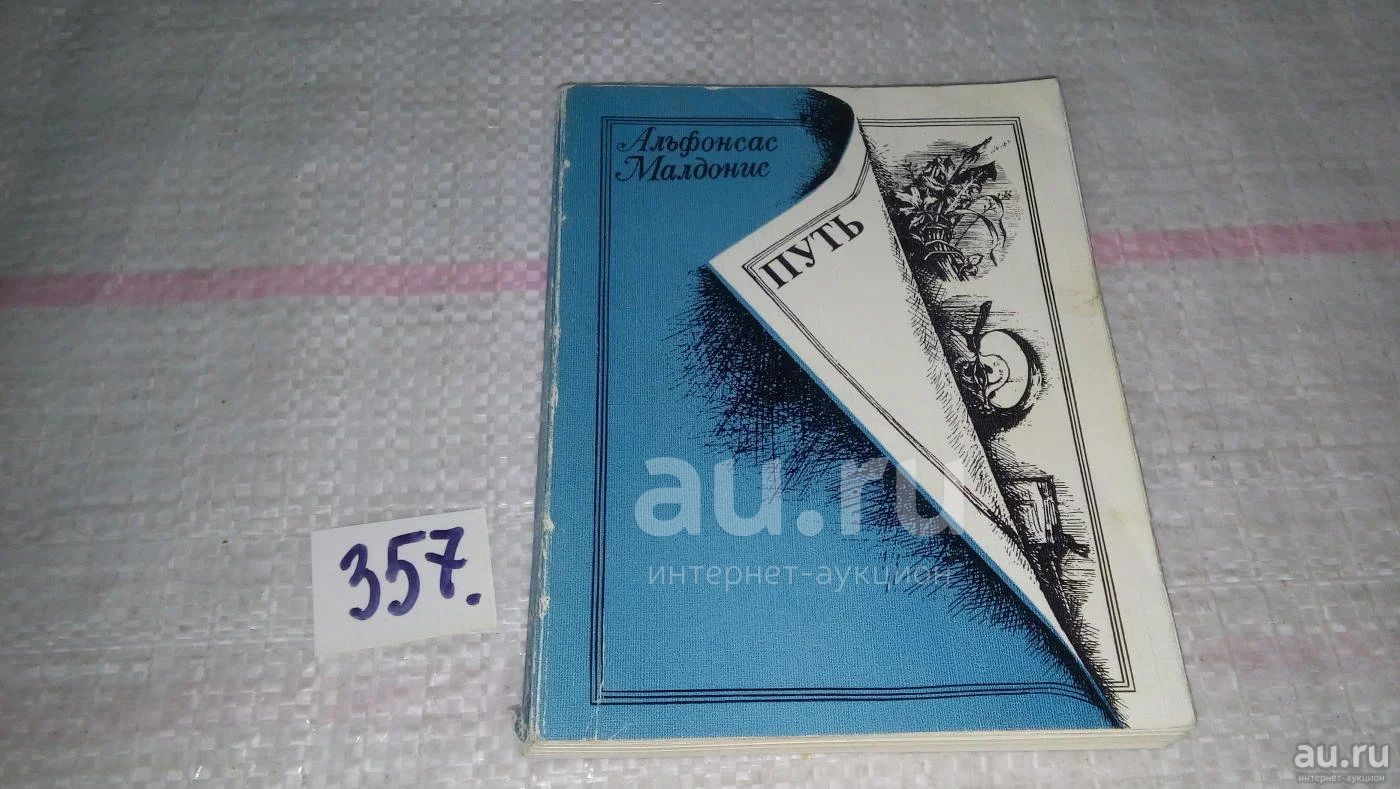 Альфонсас
Малдонис
ПУТЬ
357.
au.ru
интернет-аукцион
au.ru
интернет-аукцион